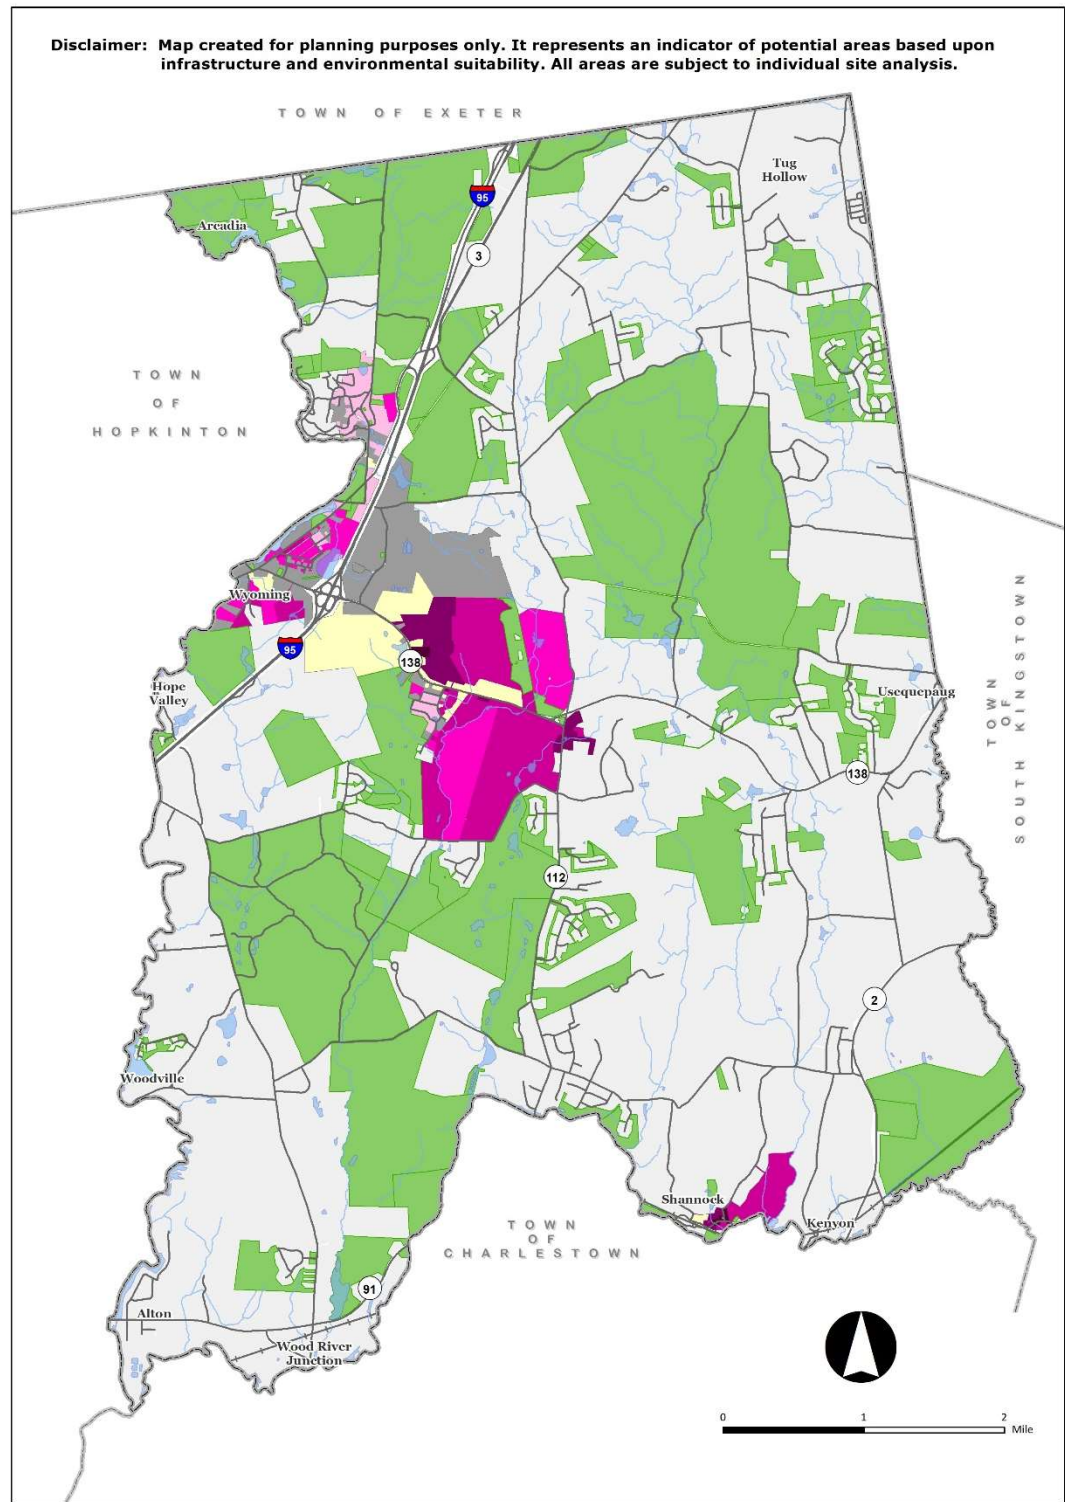 Disclaimer: Map created for planning purposes only. It represents an indicator of potential areas based upon
infrastructure and environmental suitability. All areas are subject to individual site analysis.
TOWN OF EXETER
Tug
Hollow
95
Arcadia
3
TOWN
OF
HOPKINTON
Wyoming
95
138
Hope
Valley
Usequepaug
TOWN
OF
SOUTH KINGSTOWN
138
112
2
Woodville
Shannock
Kenyon
TOWN
OF
CHARLESTOWN
91
Alton
Wood River
Junction
0 1 2
Mile